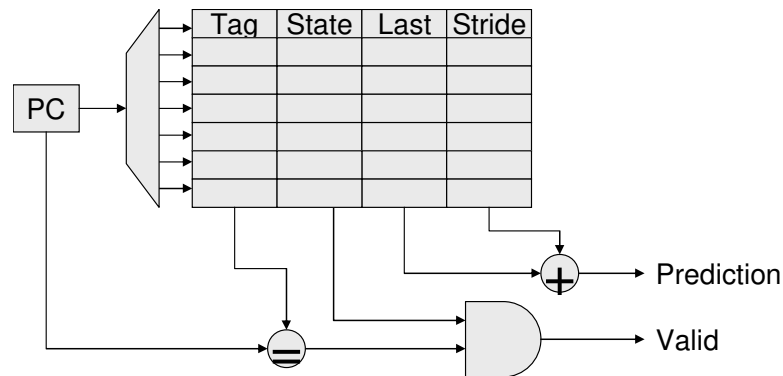 Tag State Last Stride
PC
+
Prediction
=
Valid